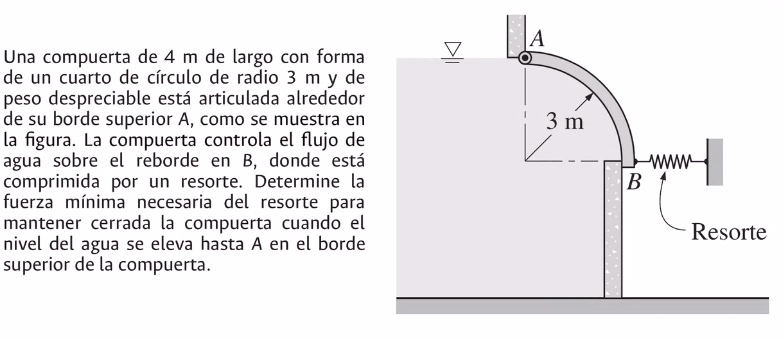 Una compuerta de 4 m de largo con forma
de un cuarto de círculo de radio 3 m y de
peso despreciable está articulada alrededor
de su borde superior A, como se muestra en
la figura. La compuerta controla el flujo de
agua sobre el reborde en B, donde está
comprimida por un resorte. Determine la
fuerza mínima necesaria del resorte para
mantener cerrada la compuerta cuando el
nivel del agua se eleva hasta A en el borde
superior de la compuerta.
A
3 m
B
Resorte